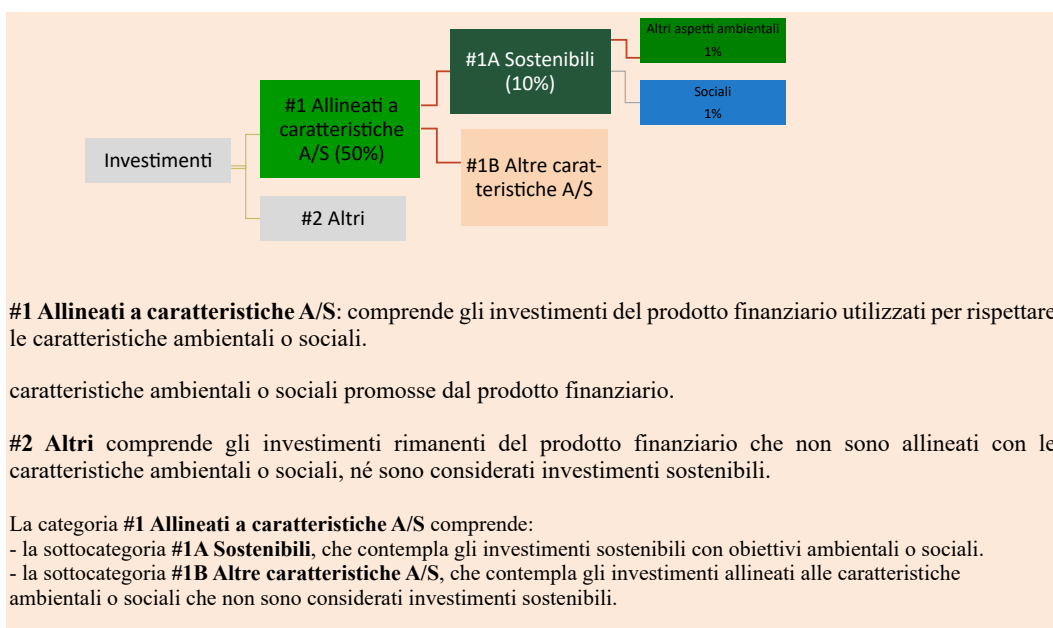 Altri aspetti ambientali
1%
#1A Sostenibili
(10%)
Sociali
1%
#1 Allineati a
caratteristiche
A/S (50%)
Investimenti
#1B Altre carat-
teristiche A/S
#2 Altri
#1 Allineati a caratteristiche A/S: comprende gli investimenti del prodotto finanziario utilizzati per rispettare
le caratteristiche ambientali o sociali.
caratteristiche ambientali o sociali promosse dal prodotto finanziario.
#2 Altri comprende gli investimenti rimanenti del prodotto finanziario che non sono allineati con le
caratteristiche ambientali o sociali, né sono considerati investimenti sostenibili.
La categoria #1 Allineati a caratteristiche A/S comprende:
- la sottocategoria #1A Sostenibili, che contempla gli investimenti sostenibili con obiettivi ambientali o sociali.
- la sottocategoria #1B Altre caratteristiche A/S, che contempla gli investimenti allineati alle caratteristiche
ambientali o sociali che non sono considerati investimenti sostenibili.